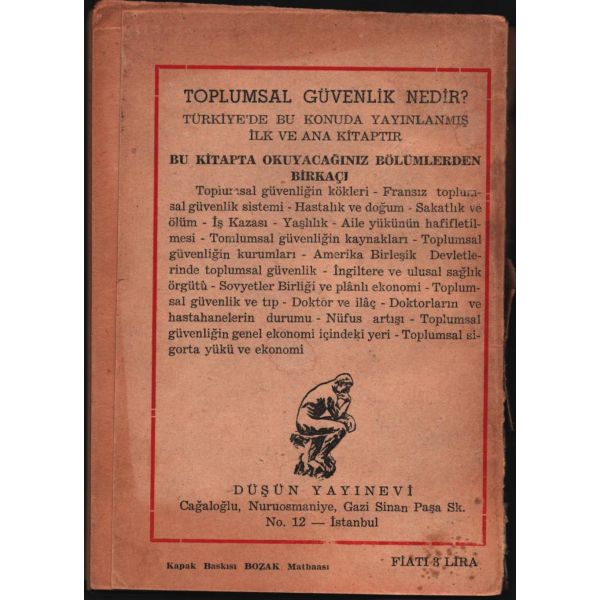 TOPLUMSAL GÜVENLİK NEDİR?
TÜRKİYE'DE BU KONUDA YAYINLANMIŞ
İLK VE ANA KİTAPTIR
BU KİTAPTA OKUYACAĞINIZ BÖLÜMLERDEN
BİRKAÇI
Toplumsal güvenliğin kökleri - Fransız toplum-
sal güvenlik sistemi - Hastalık ve doğum - Sakatlık ve
ölüm - İş Kazası - Yaşlılık - Aile yükünün hafifletil-
mesi - Tomlumsal güvenliğin kaynakları - Toplumsal
güvenliğin kurumları - Amerika Birleşik Devletle-
rinde toplumsal güvenlik - İngiltere ve ulusal sağlık
örgütü - Sovyetler Birliği ve plânlı ekonomi - Toplum-
sal güvenlik ve tıp - Doktor ve ilâç - Doktorların ve
hastahanelerin durumu - Nüfus artışı - Toplumsal
güvenliğin genel ekonomi içindeki yeri - Toplumsal si-
gorta yükü ve ekonomi
DÜŞÜN YAYINEVİ
Cağaloğlu, Nuruosmaniye, Gazi Sinan Paşa Sk.
No. 12 — İstanbul
Kapak Baskısı BOZAK Matbaası
FİATI 3 LİRA